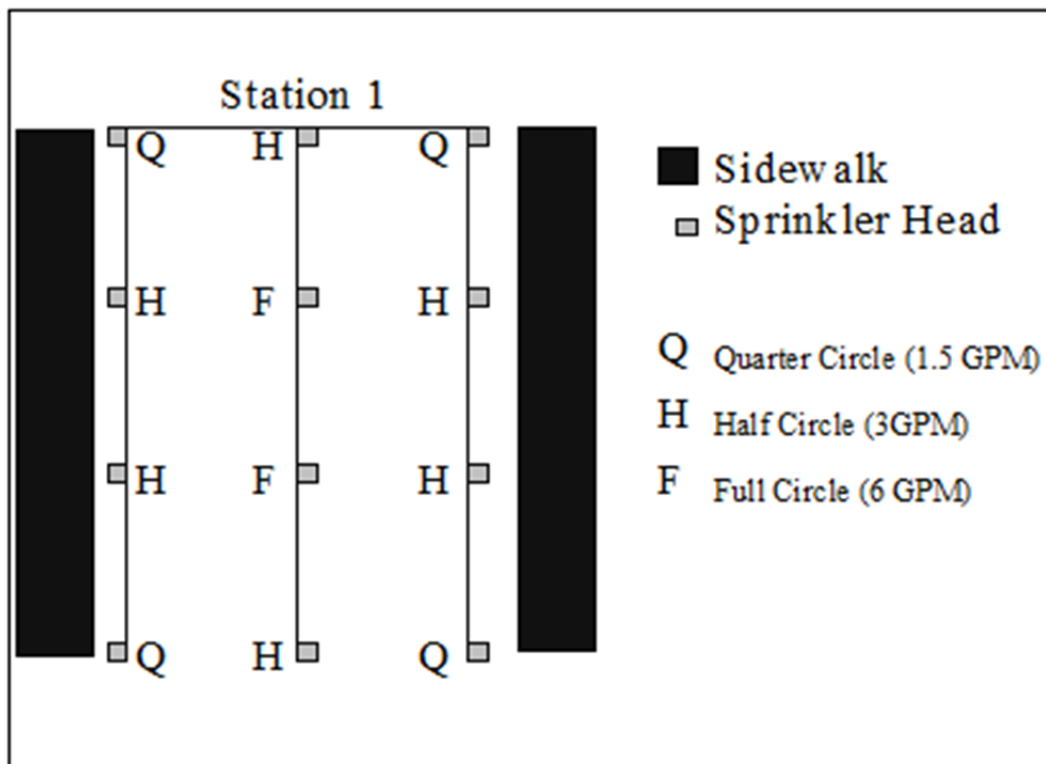 Station 1
Q H Q
H F H
H F H
Q H Q
Sidewalk
Sprinkler Head
Q Quarter Circle (1.5 GPM)
H Half Circle (3GPM)
F Full Circle (6 GPM)